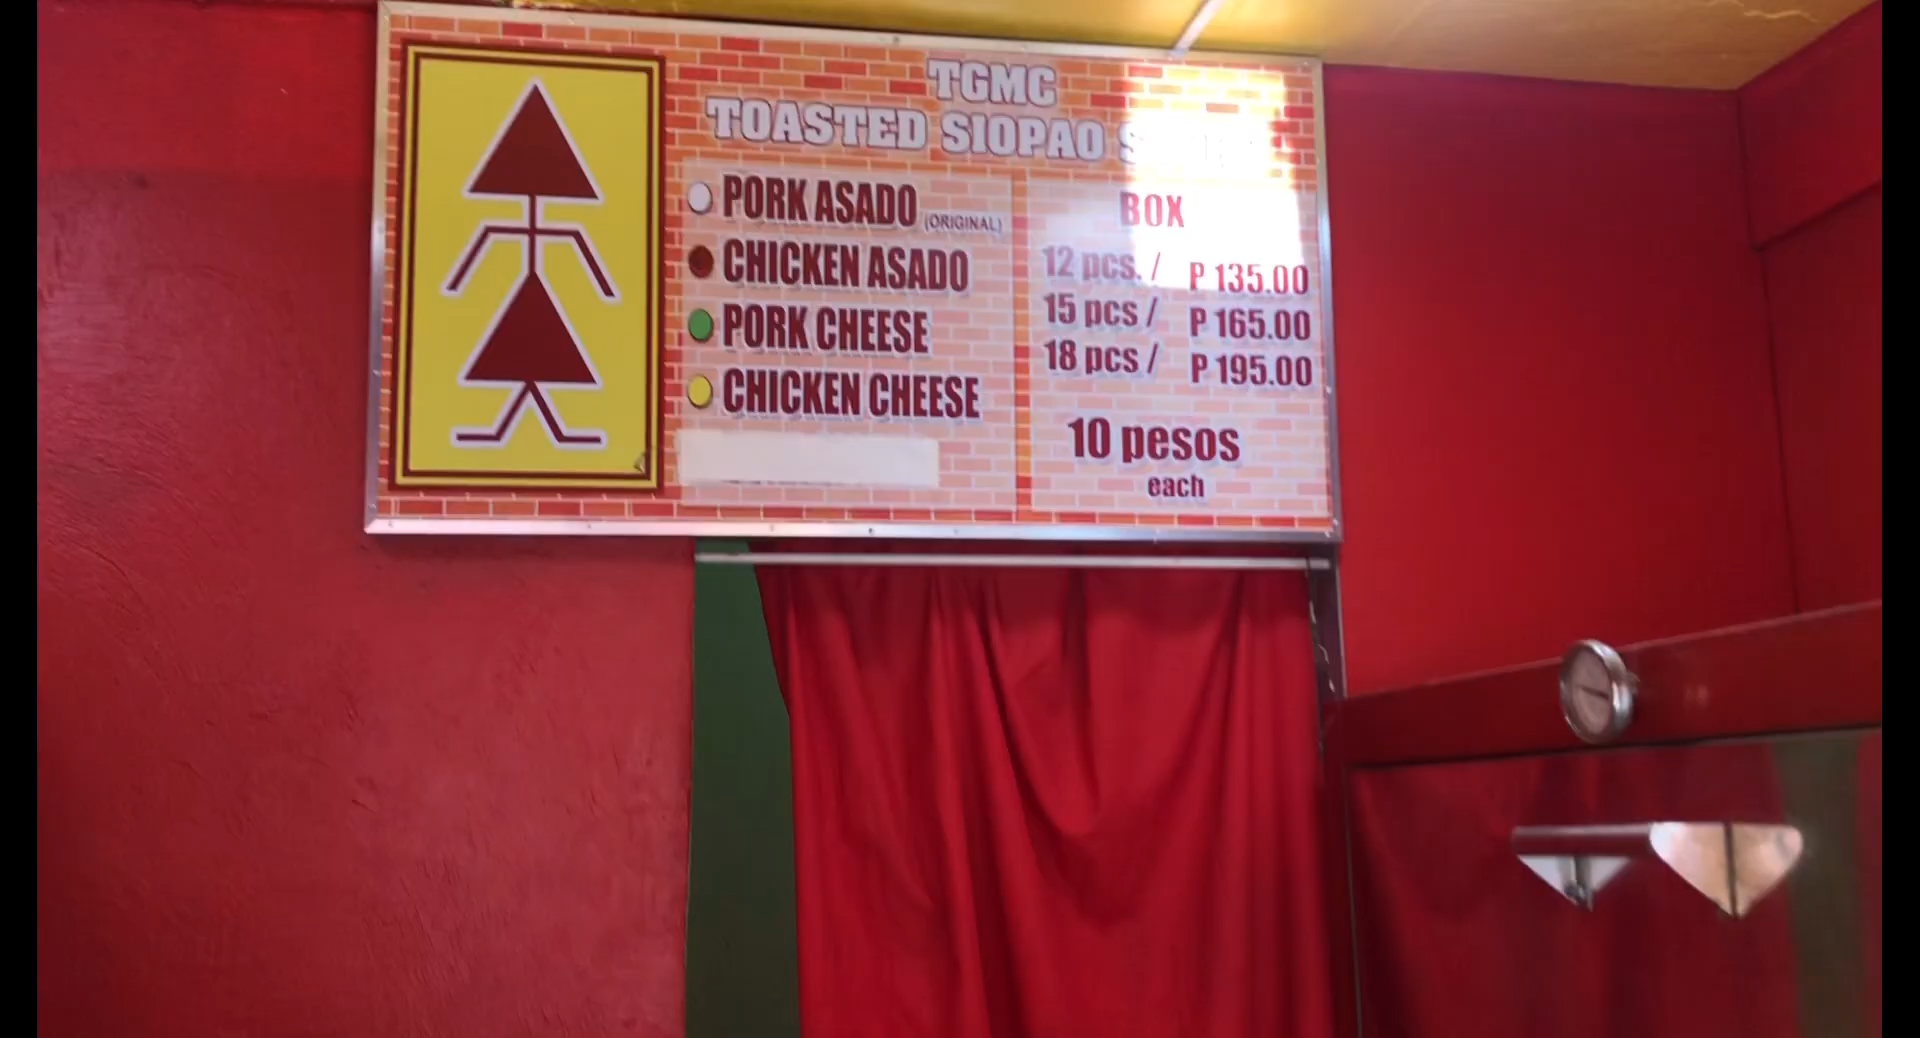 TGMC
TOASTED SIOPAO
PORK ASADO (ORIGINAL)
CHICKEN ASADO
PORK CHEESE
CHICKEN CHEESE
BOX
12 pcs. / P 135.00
15 pcs / P 165.00
18 pcs / P 195.00
10 pesos
each